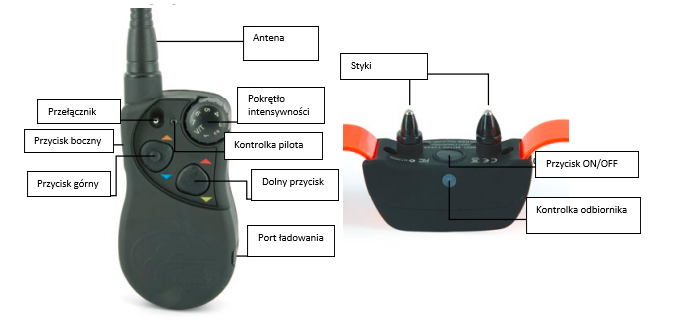 Antena
Styki
Przełącznik
Pokrętło
intensywności
Przycisk boczny
Kontrolka pilota
Przycisk ON/OFF
Przycisk górny
Dolny przycisk
Kontrolka odbiornika
Port ładowania